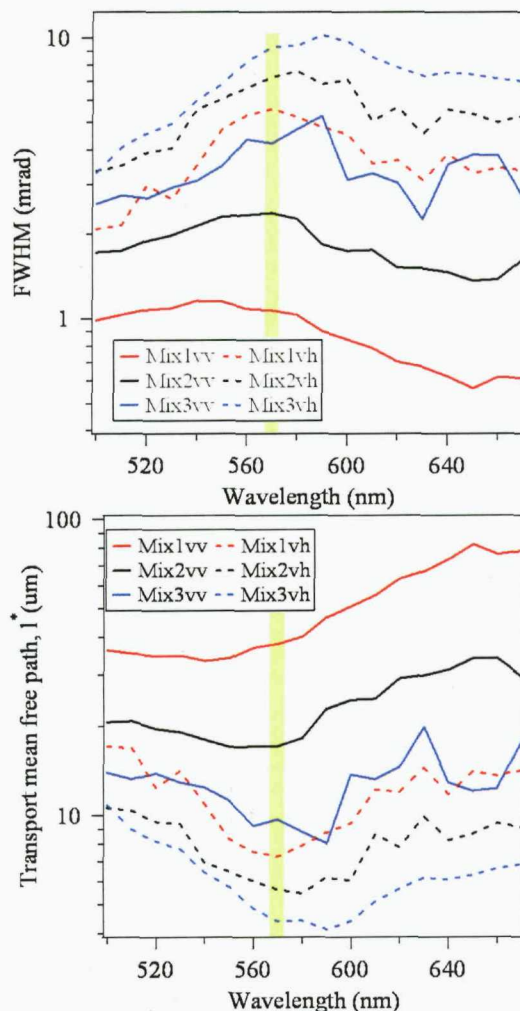 10
FWHM (mrad)
1
Mix1vv Mix1vh
Mix2vv Mix2vh
Mix3vv Mix3vh
520 560 600 640
Wavelength (nm)
100
Mix1vv Mix1vh
Mix2vv Mix2vh
Mix3vv Mix3vh
Transport mean free path, l* (um)
10
520 560 600 640
Wavelength (nm)